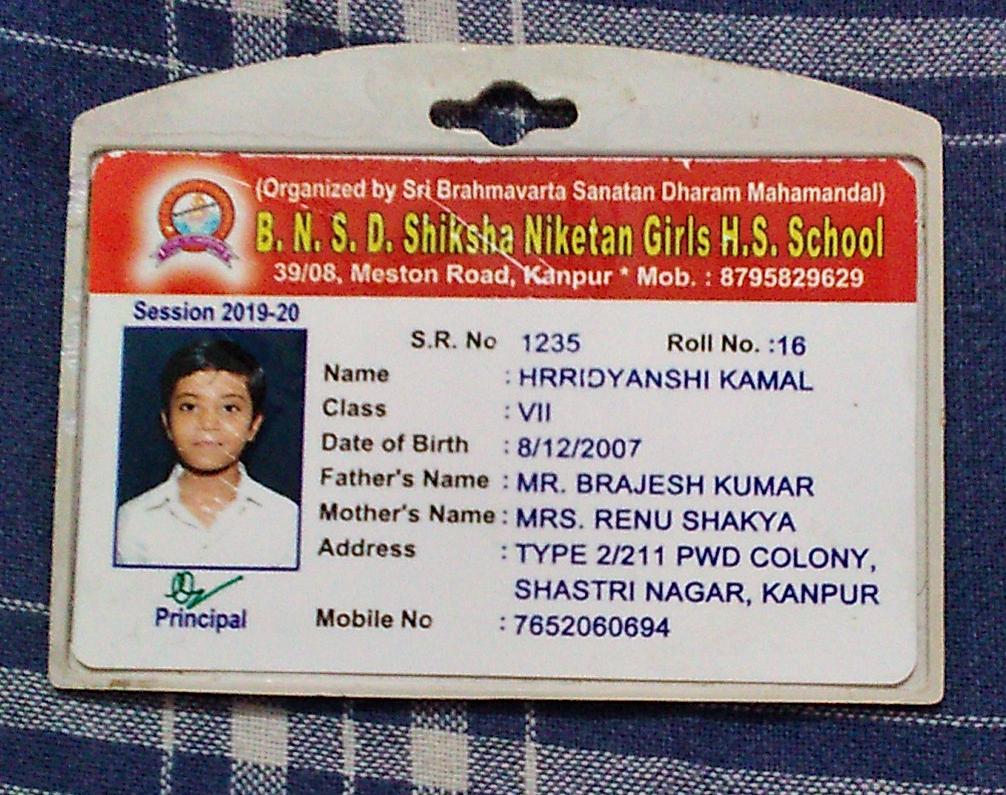 (Organized by Sri Brahmavarta Sanatan Dharam Mahamandal)
B. N. S. D. Shiksha Niketan Girls H.S. School
39/08, Meston Road, Kanpur * Mob. : 8795829629
Session 2019-20
S.R. No 1235 Roll No. :16
Name : HRRIDYANSHI KAMAL
Class : VII
Date of Birth : 8/12/2007
Father's Name : MR. BRAJESH KUMAR
Mother's Name : MRS. RENU SHAKYA
Address : TYPE 2/211 PWD COLONY,
SHASTRI NAGAR, KANPUR
Mobile No : 7652060694
Principal